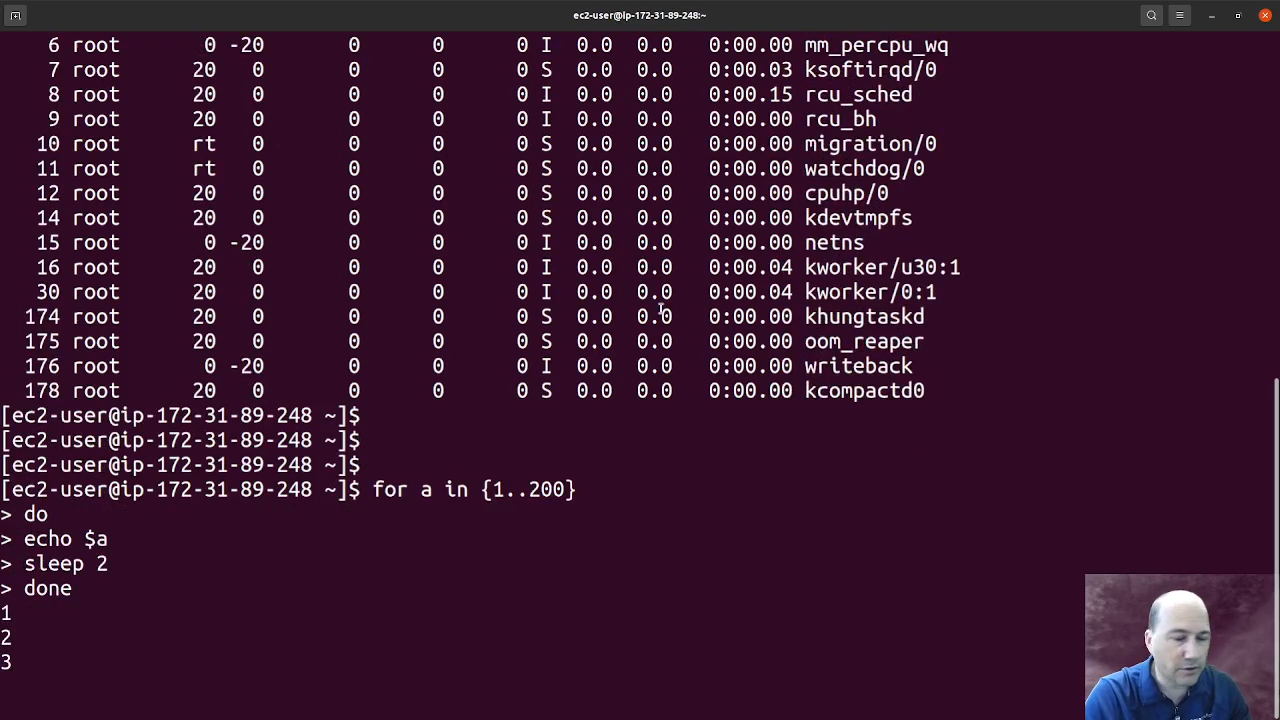 ec2-user@ip-172-31-89-248:~
6 root 0 -20 0 0 0 I 0.0 0.0 0:00.00 mm_percpu_wq
7 root 20 0 0 0 0 S 0.0 0.0 0:00.03 ksoftirqd/0
8 root 20 0 0 0 0 I 0.0 0.0 0:00.15 rcu_sched
9 root 20 0 0 0 0 I 0.0 0.0 0:00.00 rcu_bh
10 root rt 0 0 0 0 S 0.0 0.0 0:00.00 migration/0
11 root rt 0 0 0 0 S 0.0 0.0 0:00.00 watchdog/0
12 root 20 0 0 0 0 S 0.0 0.0 0:00.00 cpuhp/0
14 root 20 0 0 0 0 S 0.0 0.0 0:00.00 kdevtmpfs
15 root 0 -20 0 0 0 I 0.0 0.0 0:00.00 netns
16 root 20 0 0 0 0 I 0.0 0.0 0:00.04 kworker/u30:1
30 root 20 0 0 0 0 I 0.0 0.0 0:00.04 kworker/0:1
174 root 20 0 0 0 0 S 0.0 0.0 0:00.00 khungtaskd
175 root 20 0 0 0 0 S 0.0 0.0 0:00.00 oom_reaper
176 root 0 -20 0 0 0 I 0.0 0.0 0:00.00 writeback
178 root 20 0 0 0 0 S 0.0 0.0 0:00.00 kcompactd0
[ec2-user@ip-172-31-89-248 ~]$
[ec2-user@ip-172-31-89-248 ~]$
[ec2-user@ip-172-31-89-248 ~]$
[ec2-user@ip-172-31-89-248 ~]$ for a in {1..200}
> do
> echo $a
> sleep 2
> done
1
2
3